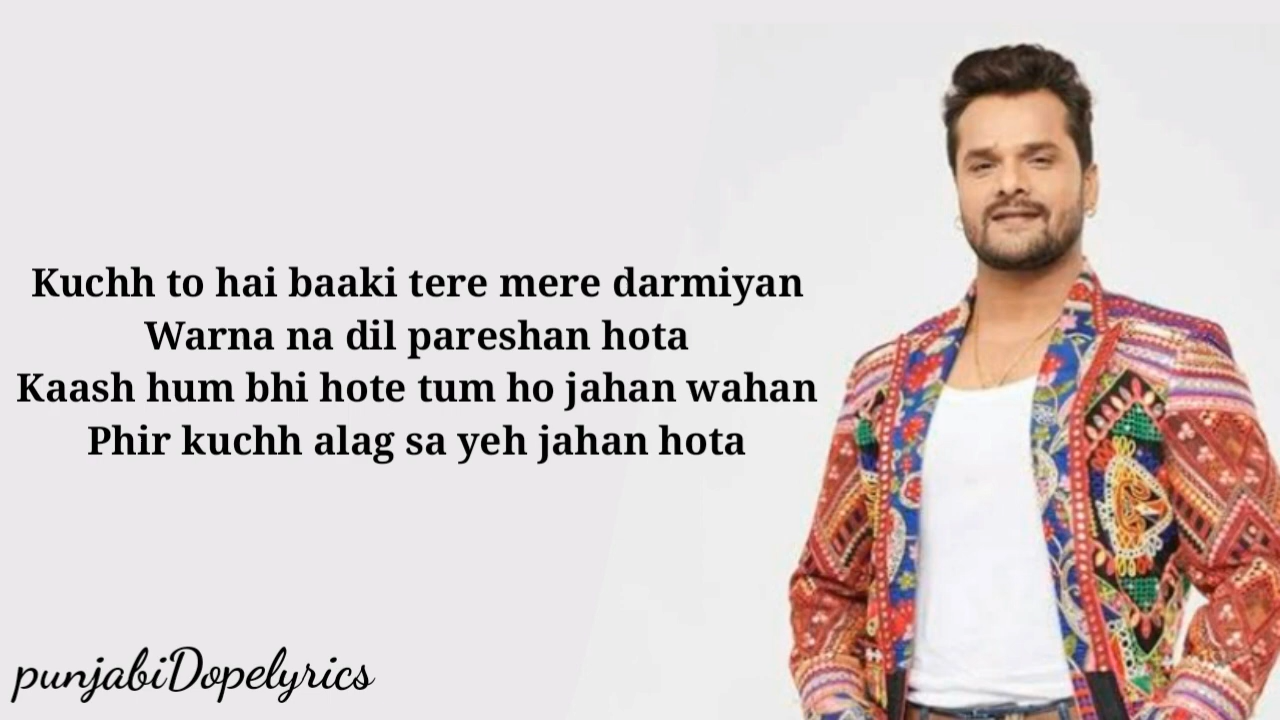 Kuchh to hai baaki tere mere darmiyan
Warna na dil pareshan hota
Kaash hum bhi hote tum ho jahan wahan
Phir kuchh alag sa yeh jahan hota
punjabiDopelyrics